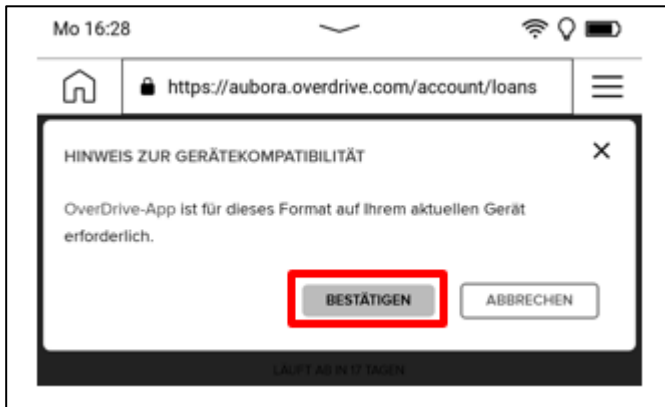 Mo 16:28
https://aubora.overdrive.com/account/loans
HINWEIS ZUR GERÄTEKOMPATIBILITÄT
OverDrive-App ist für dieses Format auf Ihrem aktuellen Gerät
erforderlich.
BESTÄTIGEN ABBRECHEN
LÄUFT AB IN 17 TAGEN